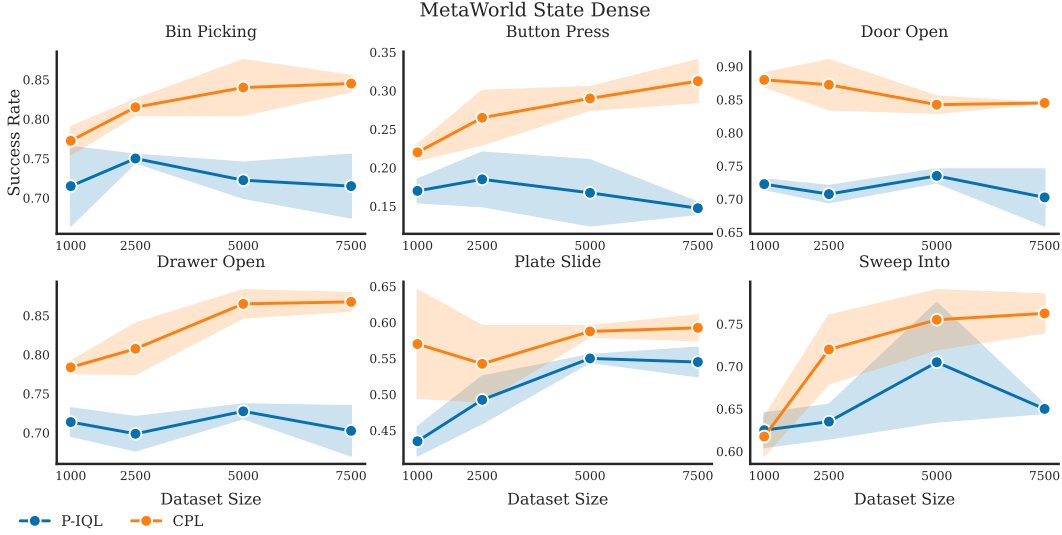 MetaWorld State Dense
Bin Picking
Button Press
Door Open
Success Rate
0.85
0.80
0.75
0.70
1000 2500 5000 7500
0.35
0.30
0.25
0.20
0.15
1000 2500 5000 7500
0.90
0.85
0.80
0.75
0.70
0.65
1000 2500 5000 7500
Drawer Open
Plate Slide
Sweep Into
0.85
0.80
0.75
0.70
1000 2500 5000 7500
Dataset Size
0.65
0.60
0.55
0.50
0.45
1000 2500 5000 7500
Dataset Size
0.75
0.70
0.65
0.60
1000 2500 5000 7500
Dataset Size
P-IQL CPL